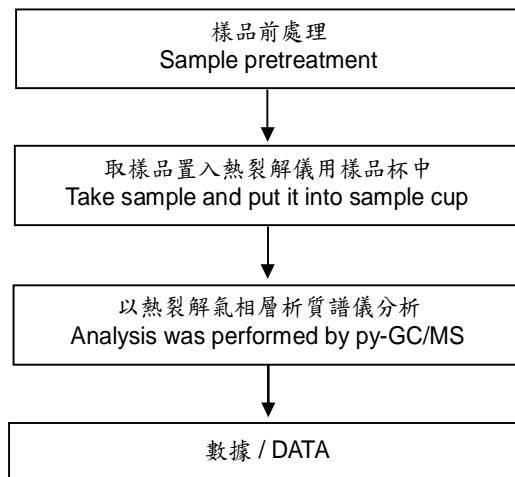 樣品前處理
Sample pretreatment
取樣品置入熱裂解儀用樣品杯中
Take sample and put it into sample cup
以熱裂解氣相層析質譜儀分析
Analysis was performed by py-GC/MS
數據 / DATA